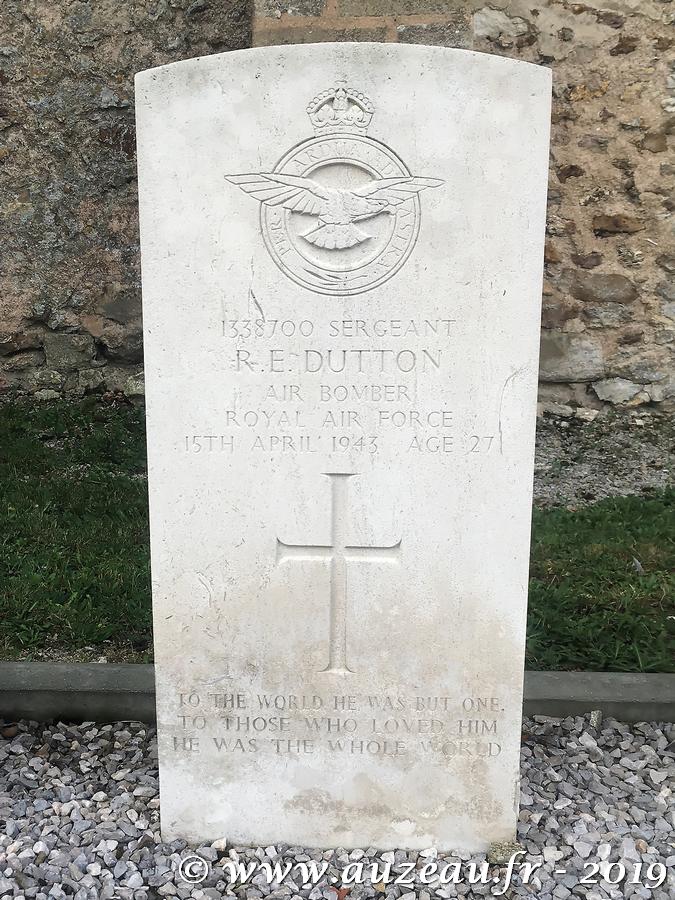 PER ARDUA AD ASTRA
1338700 SERGEANT
R. E. DUTTON
AIR BOMBER
ROYAL AIR FORCE
15TH APRIL 1943 AGE 27
TO THE WORLD HE WAS BUT ONE.
TO THOSE WHO LOVED HIM
HE WAS THE WHOLE WORLD
© www.auzeau.fr - 2019